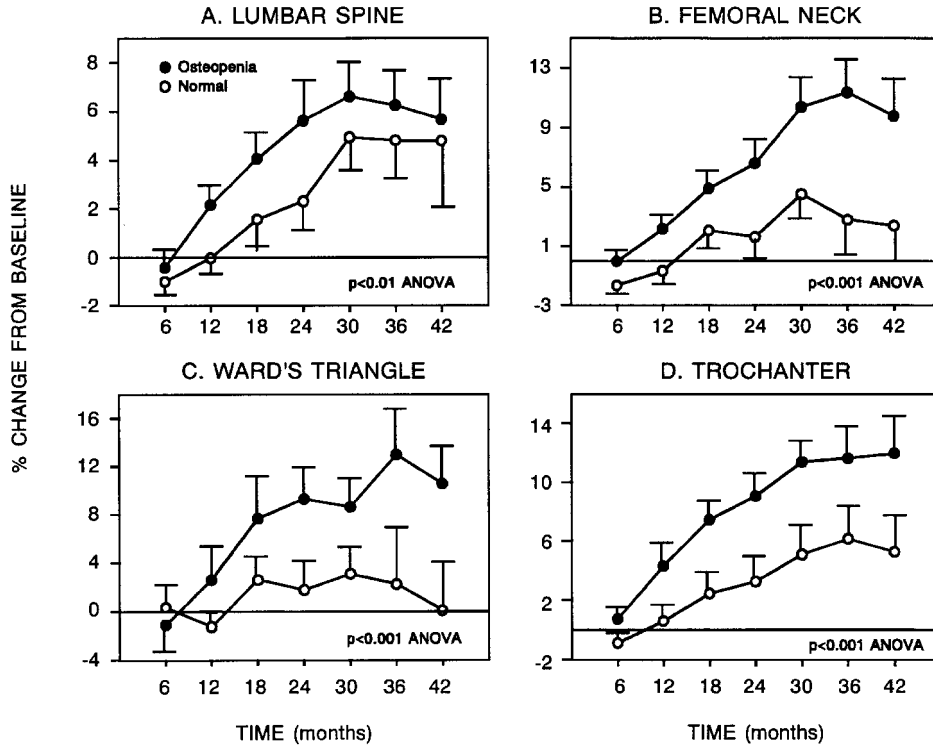 A. LUMBAR SPINE
8
6
4
2
0
-2
Osteopenia
Normal
p<0.01 ANOVA
6 12 18 24 30 36 42
B. FEMORAL NECK
13
9
5
1
-3
p<0.001 ANOVA
6 12 18 24 30 36 42
% CHANGE FROM BASELINE
C. WARD'S TRIANGLE
16
12
8
4
0
-4
p<0.001 ANOVA
6 12 18 24 30 36 42
TIME (months)
D. TROCHANTER
14
10
6
2
-2
p<0.001 ANOVA
6 12 18 24 30 36 42
TIME (months)